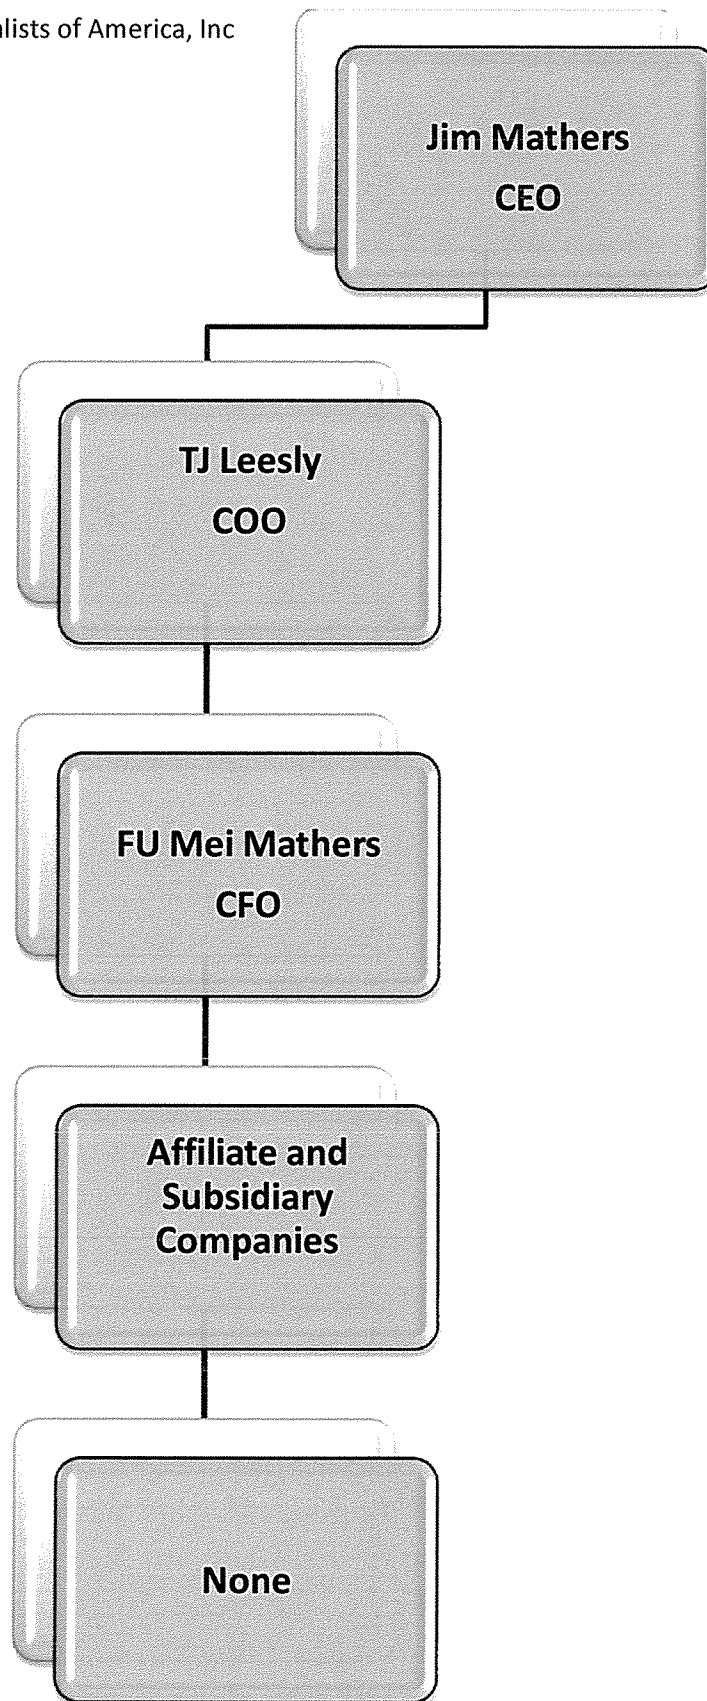 alists of America, Inc
Jim Mathers
CEO
TJ Leesly
COO
FU Mei Mathers
CFO
Affiliate and
Subsidiary
Companies
None